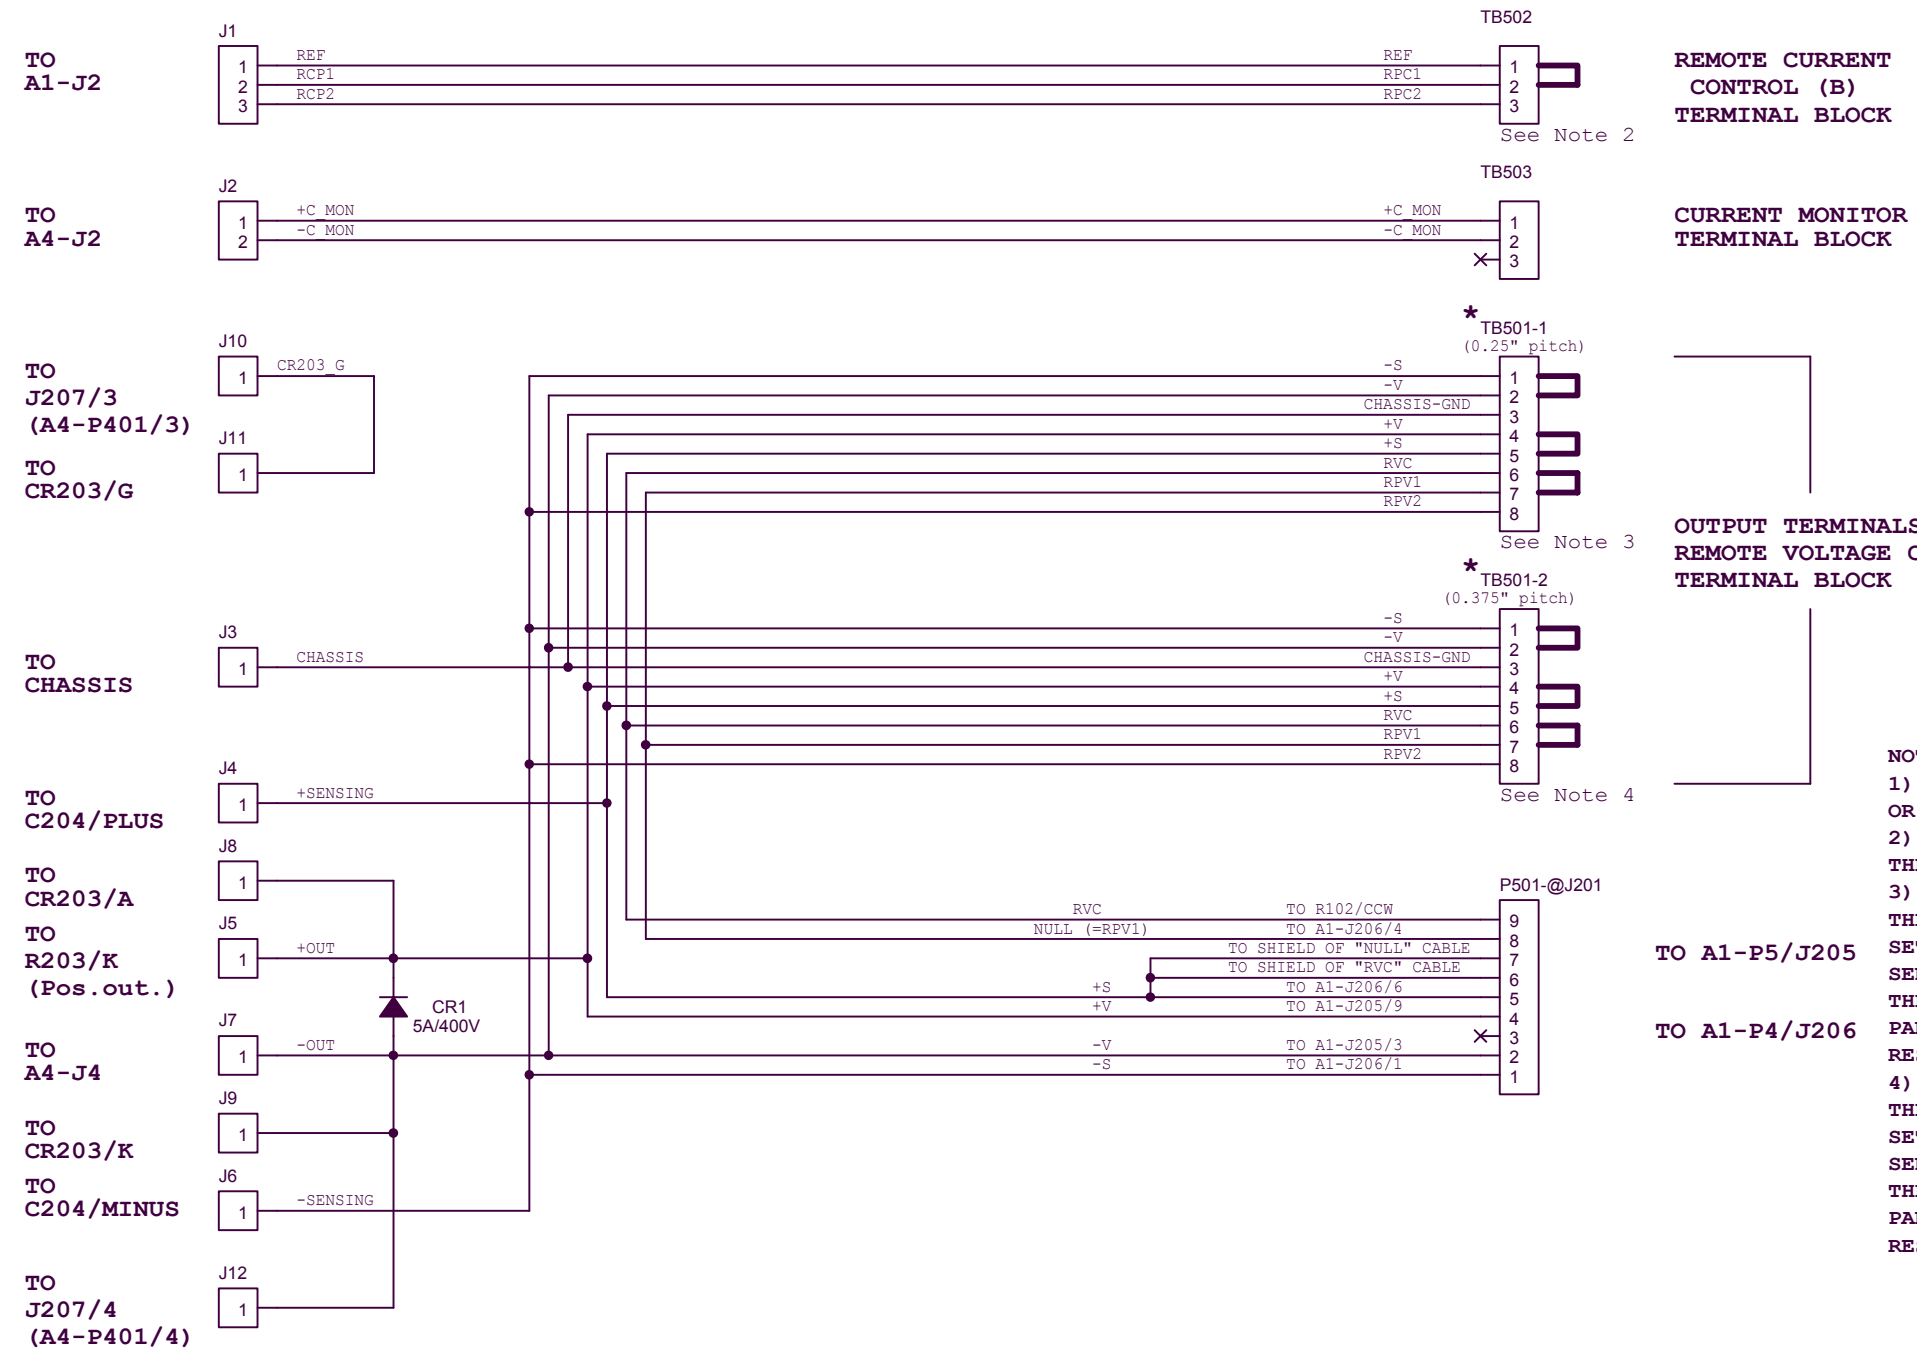 J1
TO
A1-J2
1
2
3
REF
RCP1
RCP2
REF
RPC1
RPC2
TB502
1
2
3
See Note 2
REMOTE CURRENT
CONTROL (B)
TERMINAL BLOCK
J2
TO
A4-J2
1
2
+C_MON
-C_MON
+C_MON
-C_MON
TB503
1
2
3
CURRENT MONITOR
TERMINAL BLOCK
J10
TO
J207/3
(A4-P401/3)
1
CR203_G
J11
TO
CR203/G
1
*
TB501-1
(0.25" pitch)
-S
-V
CHASSIS-GND
+V
+S
RVC
RPV1
RPV2
1
2
3
4
5
6
7
8
See Note 3
OUTPUT TERMINALS
REMOTE VOLTAGE
TERMINAL BLOCK
*
TB501-2
(0.375" pitch)
-S
-V
CHASSIS-GND
+V
+S
RVC
RPV1
RPV2
1
2
3
4
5
6
7
8
See Note 4
J3
TO
CHASSIS
1
CHASSIS
J4
TO
C204/PLUS
1
+SENSING
J8
TO
CR203/A
1
J5
TO
R203/K
(Pos.out.)
1
+OUT
CR1
5A/400V
J7
TO
A4-J4
1
-OUT
J9
TO
CR203/K
1
J6
TO
C204/MINUS
1
-SENSING
J12
TO
J207/4
(A4-P401/4)
1
P501-@J201
RVC TO R102/CCW
NULL (=RPV1) TO A1-J206/4
TO SHIELD OF "NULL" CABLE
TO SHIELD OF "RVC" CABLE
+S TO A1-J206/6
+V TO A1-J205/9
-V TO A1-J205/3
-S TO A1-J206/1
9
8
7
6
5
4
3
2
1
TO A1-P5/J205
TO A1-P4/J206
1)
OR
2)
3)
4)